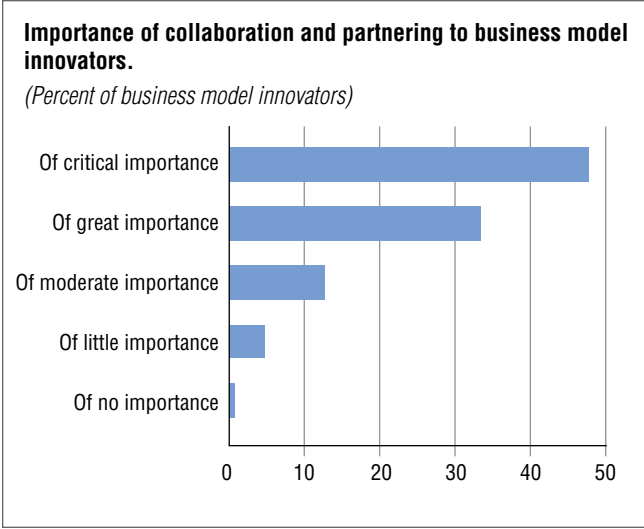 Importance of collaboration and partnering to business model
innovators.
(Percent of business model innovators)
Of critical importance
Of great importance
Of moderate importance
Of little importance
Of no importance
0 10 20 30 40 50